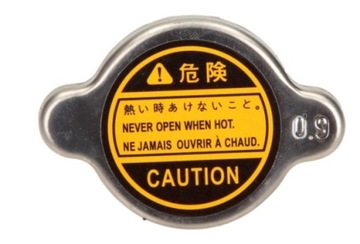 危険
熱い時あけないこと。
NEVER OPEN WHEN HOT.
NE JAMAIS OUVRIR À CHAUD.
CAUTION
0.9